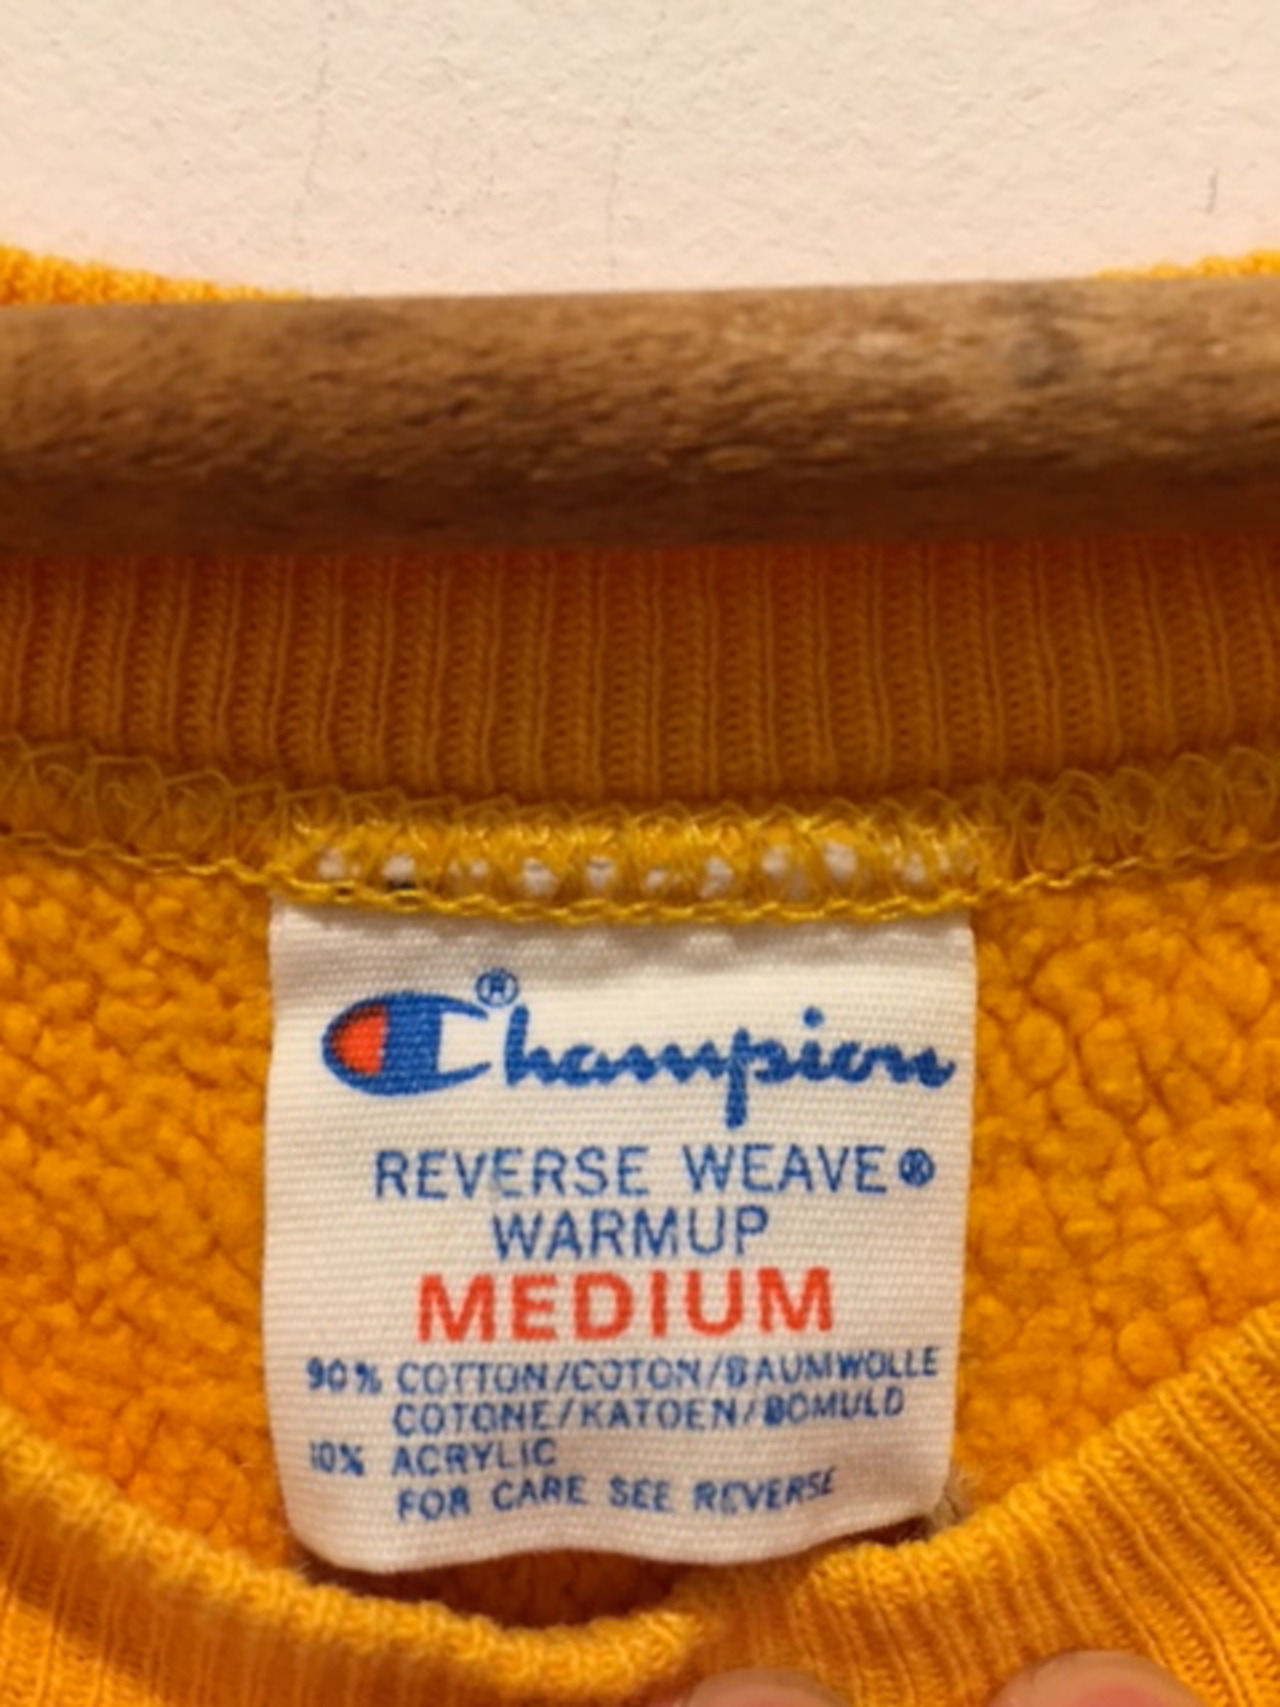 Champion®
REVERSE WEAVE®
WARMUP
MEDIUM
90% COTTON/COTON/BAUMWOLLE
COTONE/KATOEN/BOMULD
10% ACRYLIC
FOR CARE SEE REVERSE